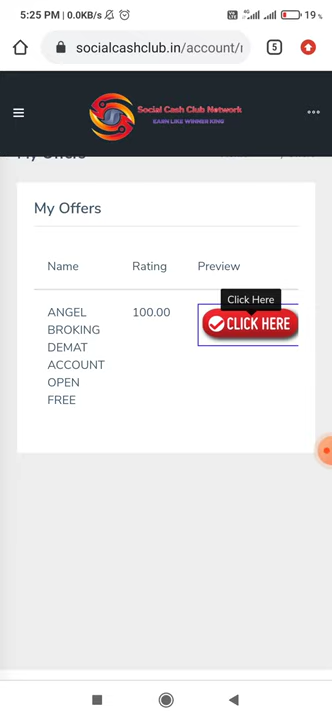 5:25 PM | 0.0KB/s
4G
19 %
socialcashclub.in/account/
5
Social Cash Club Network
EARN LIKE WINNER KING
My Offers
My Offers
Name Rating Preview
Click Here
ANGEL 100.00 CLICK HERE
BROKING
DEMAT
ACCOUNT
OPEN
FREE